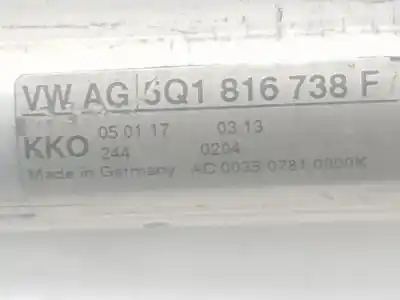 VW AG 5Q1 816 738 F
KKO 05.01.17 03 13
244 0204
Made in Germany AC 0035 0781 0000K